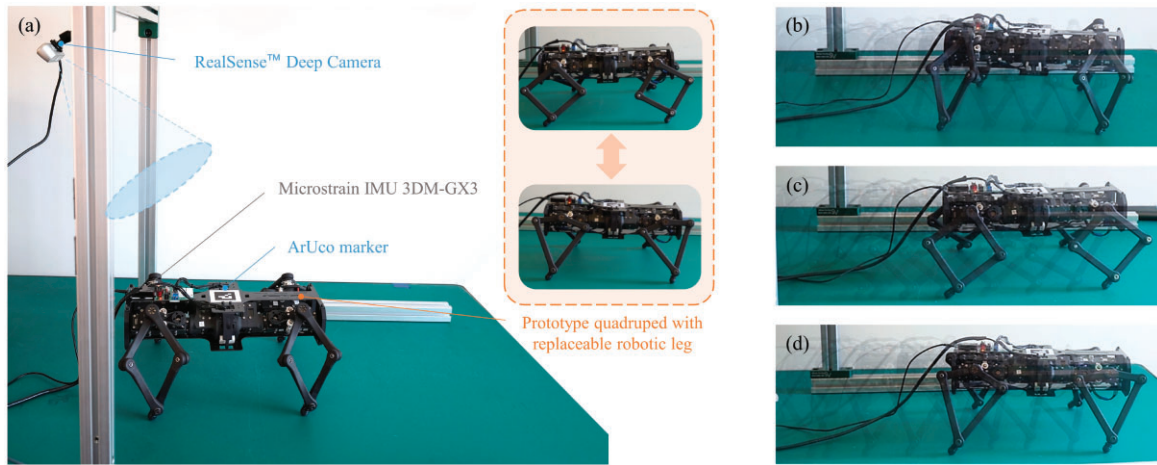 (a)
RealSense™ Deep Camera
Microstrain IMU 3DM-GX3
ArUco marker
Prototype quadruped with
replaceable robotic leg
(b)
(c)
(d)